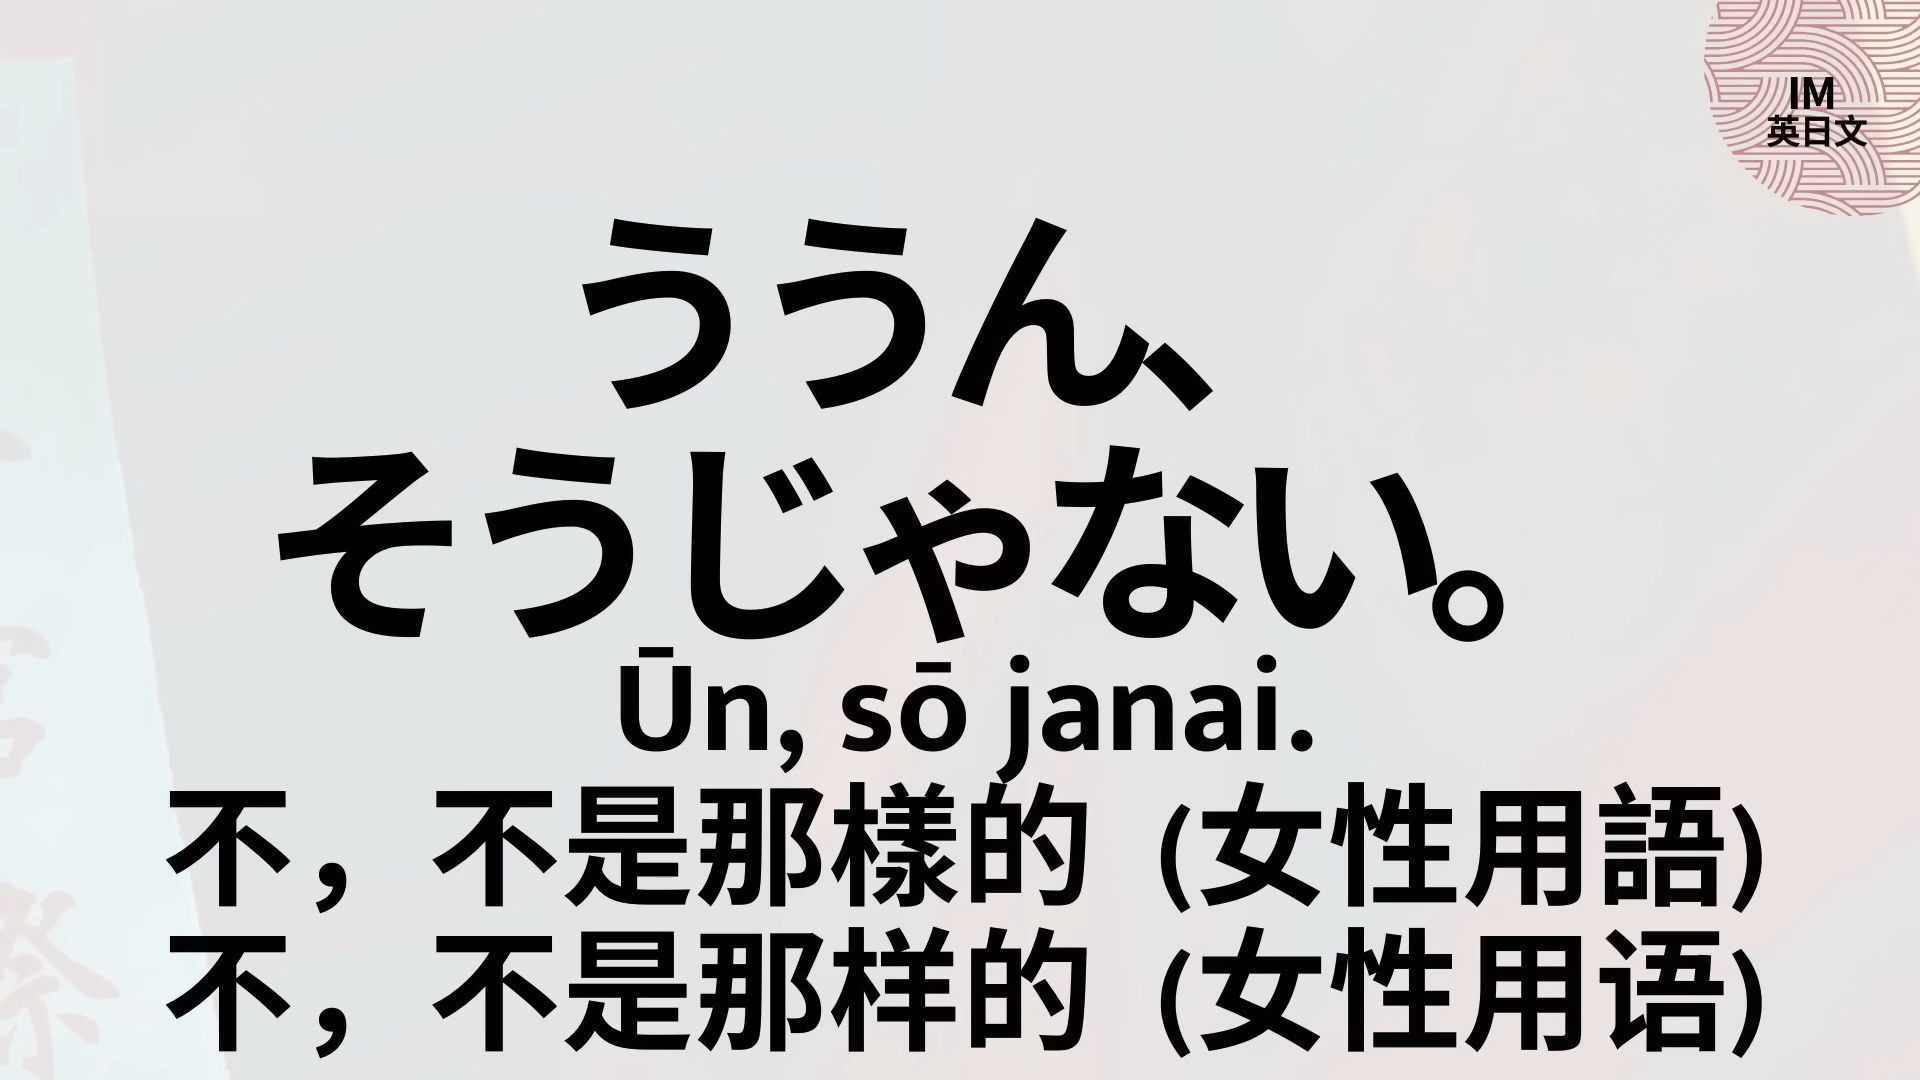 IM
英日文
ううん、
そうじゃない。
Ūn, sō janai.
不，不是那樣的 (女性用語)
不，不是那样的 (女性用语)